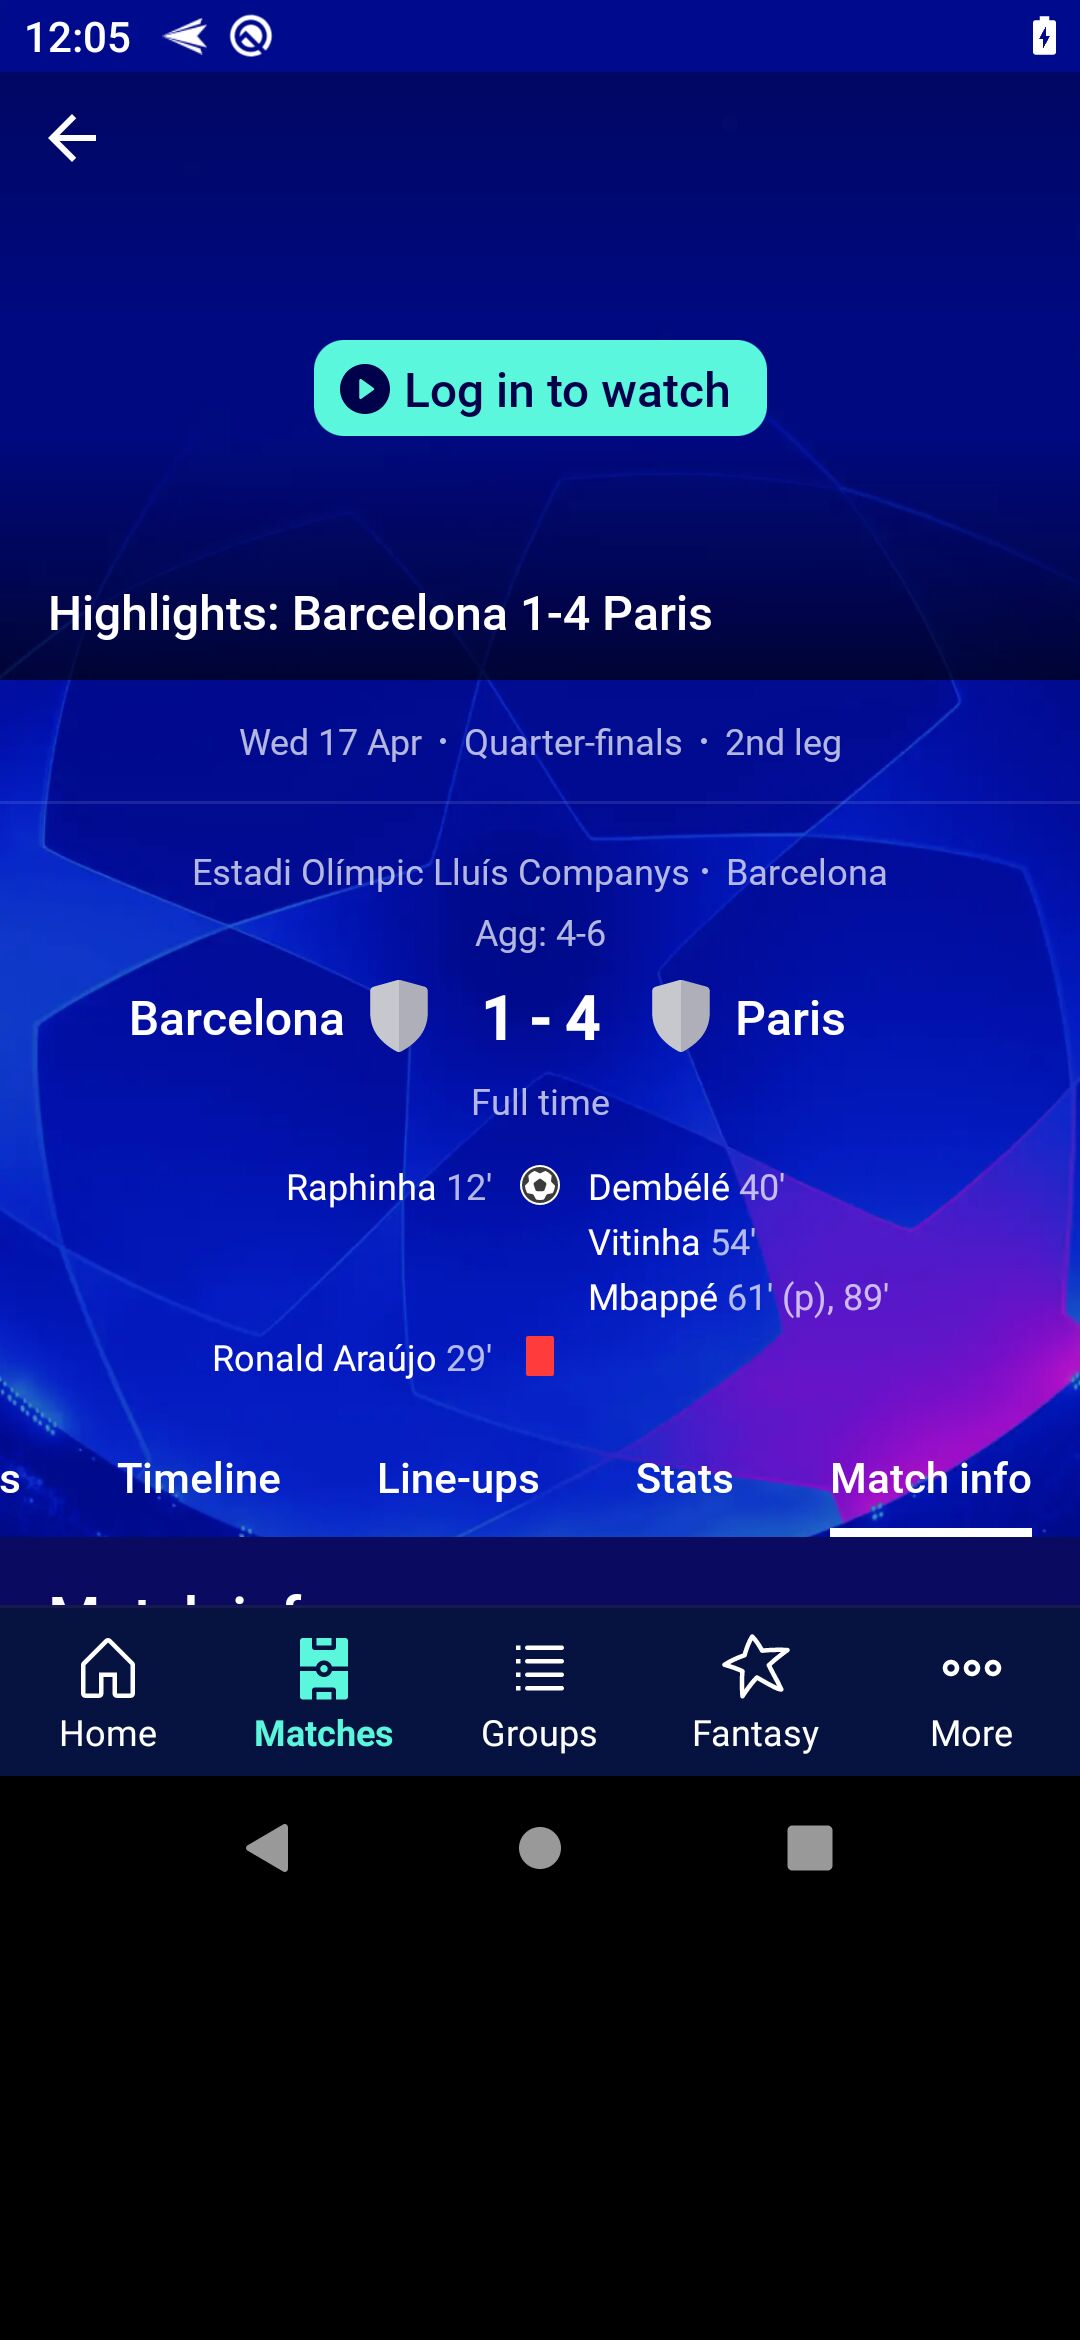 12:05
Log in to watch
Highlights: Barcelona 1-4 Paris
Wed 17 Apr • Quarter-finals • 2nd leg
Estadi Olímpic Lluís Companys • Barcelona
Agg: 4-6
Barcelona 1 - 4 Paris
Full time
Raphinha 12' Dembélé 40'
Vitinha 54'
Mbappé 61' (p), 89'
Ronald Araújo 29'
s Timeline Line-ups Stats Match info
Match info
Home Matches Groups Fantasy More